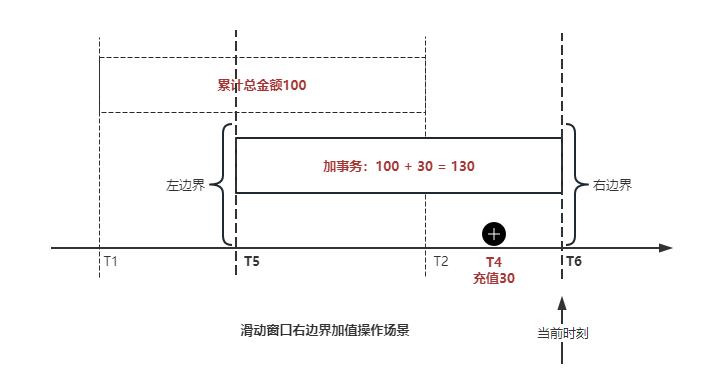 累计总金额100
加事务：100 + 30 = 130
左边界
右边界
T1
T5
T2
T4
充值30
T6
滑动窗口右边界加值操作场景
当前时刻